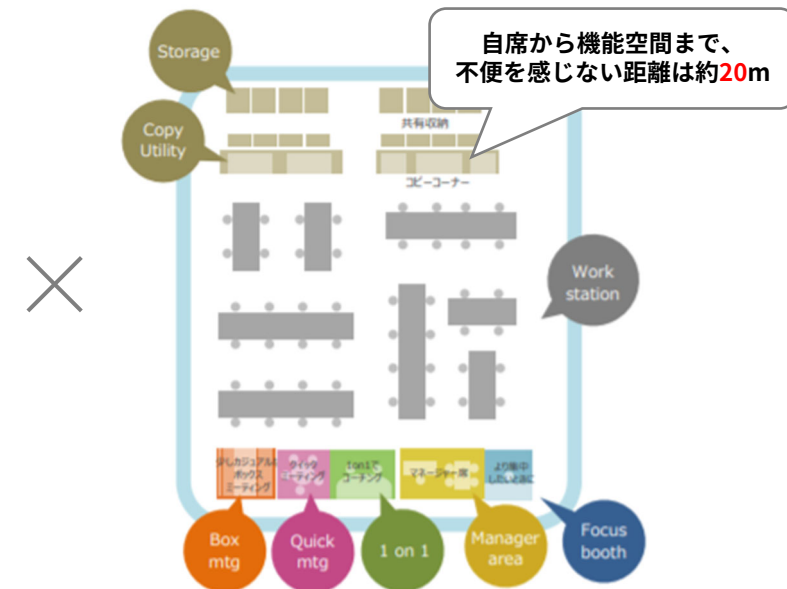 自席から機能空間まで、
不便を感じない距離は約20m
Storage
共有収納
Copy
Utility
コピーコーナー
Work
station
少しカジュアルな
ボックス
ミーティング
クイック
ミーティング
1on1で
コーチング
マネージャー席
より集中
したいときに
Box
mtg
Quick
mtg
1 on 1
Manager
area
Focus
booth